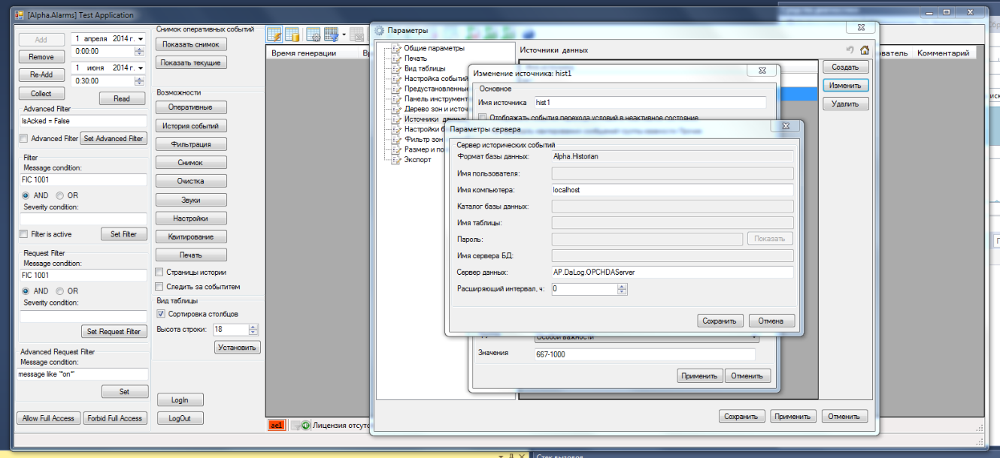 [Alpha.Alarms] Test Application
Add
1 апреля 2014 г.
0:00:00
Remove
1 июня 2014 г.
Re-Add
0:30:00
Collect
Read
Advanced Filter
IsAcked = False
Advanced Filter
Set Advanced Filter
Filter
Message condition:
FIC 1001
AND
OR
Severity condition:
Filter is active
Set Filter
Request Filter
Message condition:
FIC 1001
AND
OR
Severity condition:
Set Request Filter
Advanced Request Filter
Message condition:
message like "*on*"
Set
Allow Full Access
Forbid Full Access
Снимок оперативных событий
Показать снимок
Показать текущие
Возможности
Оперативные
История событий
Фильтрация
Снимок
Очистка
Звуки
Настройки
Квитирование
Печать
Страницы истории
Следить за событитем
Вид таблицы
Сортировка столбцов
Высота строки:
18
Установить
LogIn
LogOut
Время генерации
Вр
ователь
Комментарий
ae1
Лицензия отсуто
Параметры
Общие параметры
Печать
Вид таблицы
Настройка событий
Предустановленные
Панель инструмент
Дерево зон и источ
Источники данных
Настройки б
Фильтр зон
Размер и по
Экспорт
Источники данных
Создать
Изменить
Удалить
Изменение источника: hist1
Основное
Имя источника
hist1
Отображать события перехода условий в неактивное состояние
Параметры сервера
Сервер исторических событий
Формат базы данных:
Alpha.Historian
Имя пользователя:
Имя компьютера:
localhost
Каталог базы данных:
Имя таблицы:
Пароль:
Показать
Имя сервера БД:
Сервер данных:
AP.DaLog.OPCHDAServer
Расширяющий интервал, ч:
0
Сохранить
Отмена
Особой важности
Значения
667-1000
Применить
Отменить
Сохранить
Применить
Отменить
Стек вызовов